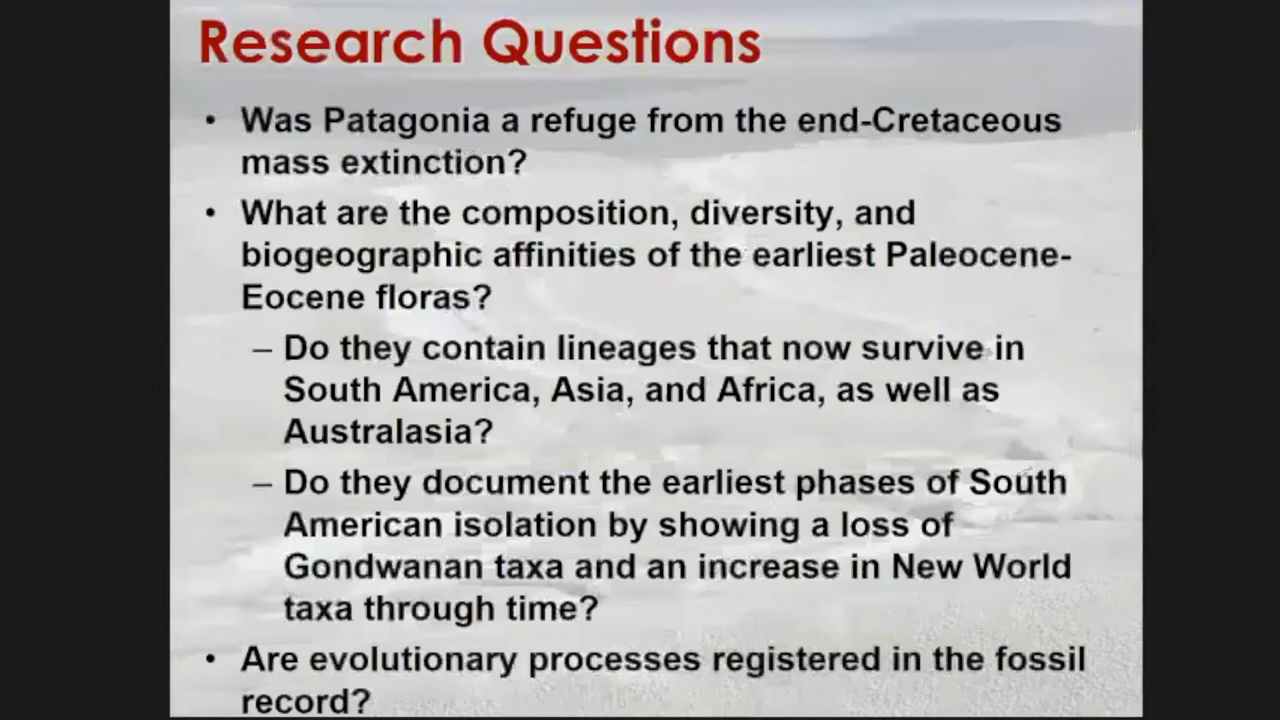 Research Questions
• Was Patagonia a refuge from the end-Cretaceous
mass extinction?
• What are the composition, diversity, and
biogeographic affinities of the earliest Paleocene-
Eocene floras?
– Do they contain lineages that now survive in
South America, Asia, and Africa, as well as
Australasia?
– Do they document the earliest phases of South
American isolation by showing a loss of
Gondwanan taxa and an increase in New World
taxa through time?
• Are evolutionary processes registered in the fossil
record?